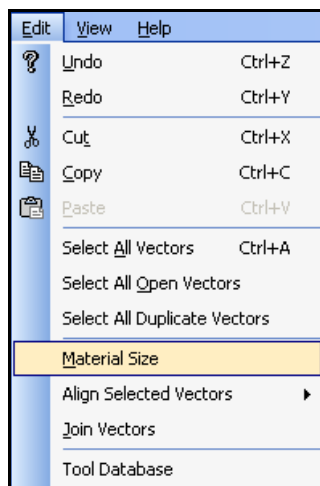 Edit View Help
Undo Ctrl+Z
Redo Ctrl+Y
Cut Ctrl+X
Copy Ctrl+C
Paste Ctrl+V
Select All Vectors Ctrl+A
Select All Open Vectors
Select All Duplicate Vectors
Material Size
Align Selected Vectors
Join Vectors
Tool Database